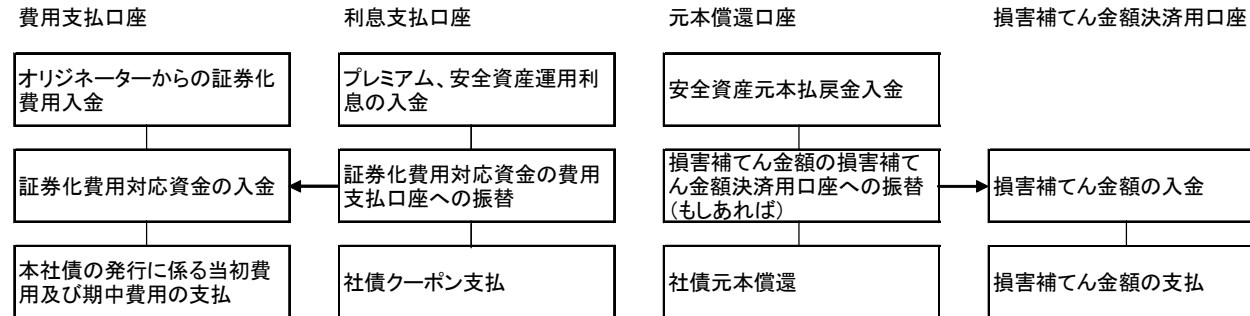 費用支払口座
利息支払口座
元本償還口座
損害補てん金額決済用口座
オリジネーターからの証券化
費用入金
プレミアム、安全資産運用利
息の入金
安全資産元本払戻金入金
証券化費用対応資金の入金
証券化費用対応資金の費用
支払口座への振替
損害補てん金額の損害補て
ん金額決済用口座への振替
(もしあれば)
損害補てん金額の入金
本社債の発行に係る当初費
用及び期中費用の支払
社債クーポン支払
社債元本償還
損害補てん金額の支払